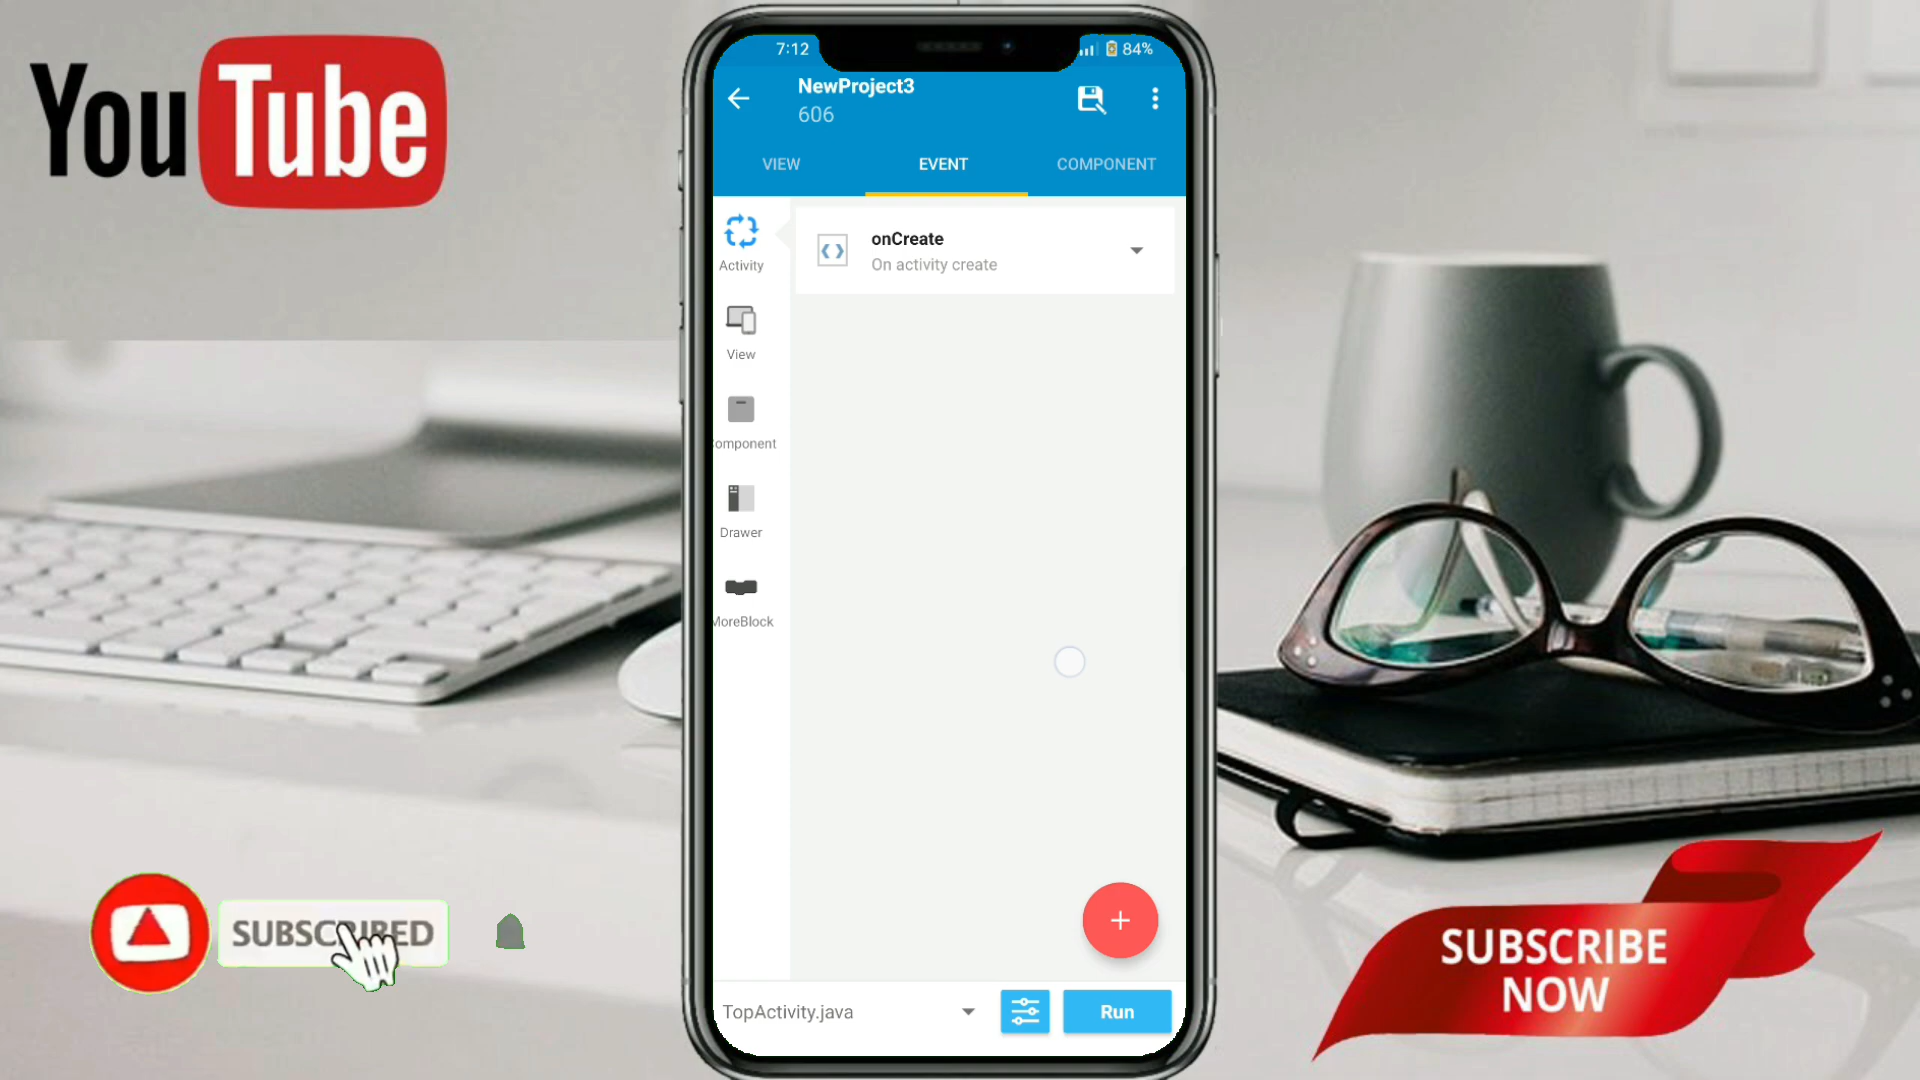 YouTube
7:12
84%
NewProject3
606
VIEW
EVENT
COMPONENT
Activity
onCreate
On activity create
View
omponent
Drawer
MoreBlock
TopActivity.java
Run
SUBSCRIBED
SUBSCRIBE
NOW